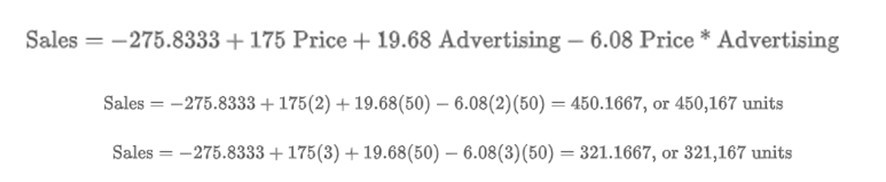 Sales = −275.8333 + 175 Price + 19.68 Advertising − 6.08 Price * Advertising
Sales = −275.8333 + 175(2) + 19.68(50) − 6.08(2)(50) = 450.1667, or 450,167 units
Sales = −275.8333 + 175(3) + 19.68(50) − 6.08(3)(50) = 321.1667, or 321,167 units